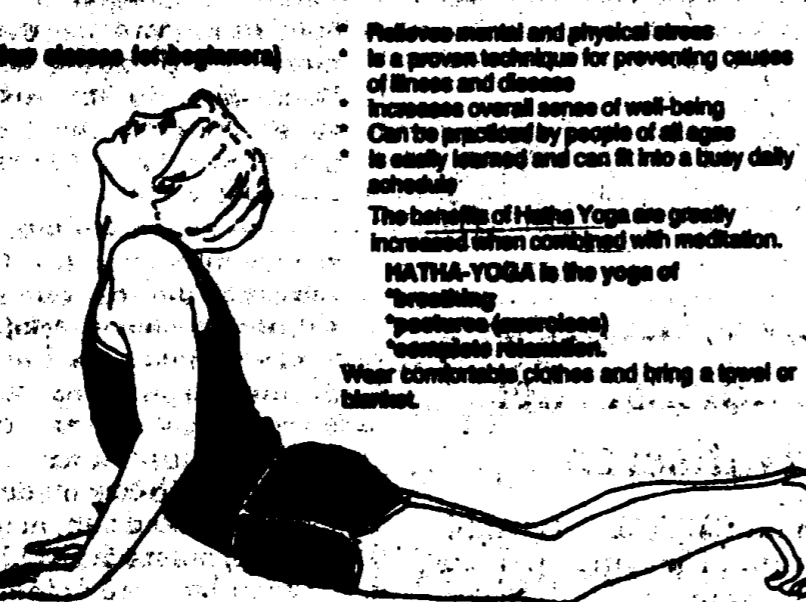 classes for beginners)
* Relieves mental and physical stress
* Is a proven technique for preventing causes
of illness and disease
* Increases overall sense of well-being
* Can be practiced by people of all ages
* Is easily learned and can fit into a busy daily
schedule
The benefits of Hatha Yoga are greatly
increased when combined with meditation.
HATHA-YOGA is the yoga of
*breathing
*postures (exercises)
*complete relaxation.
Wear comfortable clothes and bring a towel or
blanket.